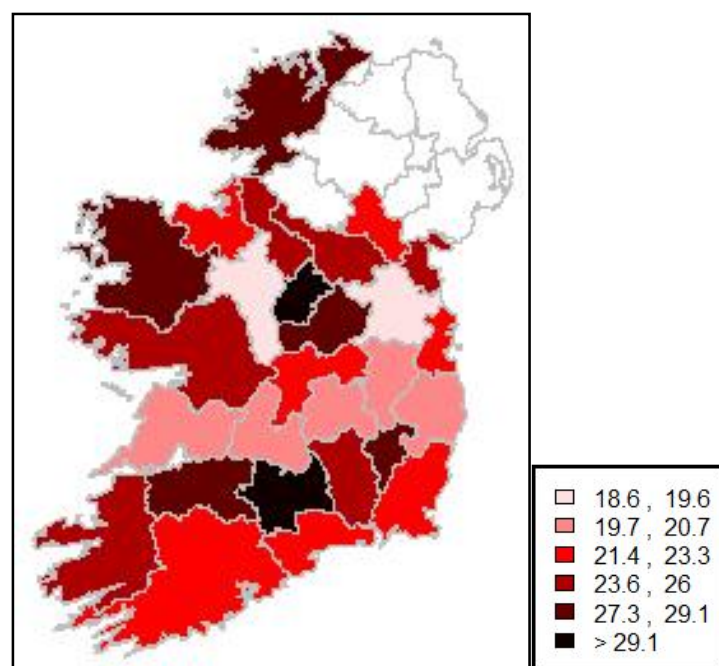 18.6 , 19.6
19.7 , 20.7
21.4 , 23.3
23.6 , 26
27.3 , 29.1
> 29.1